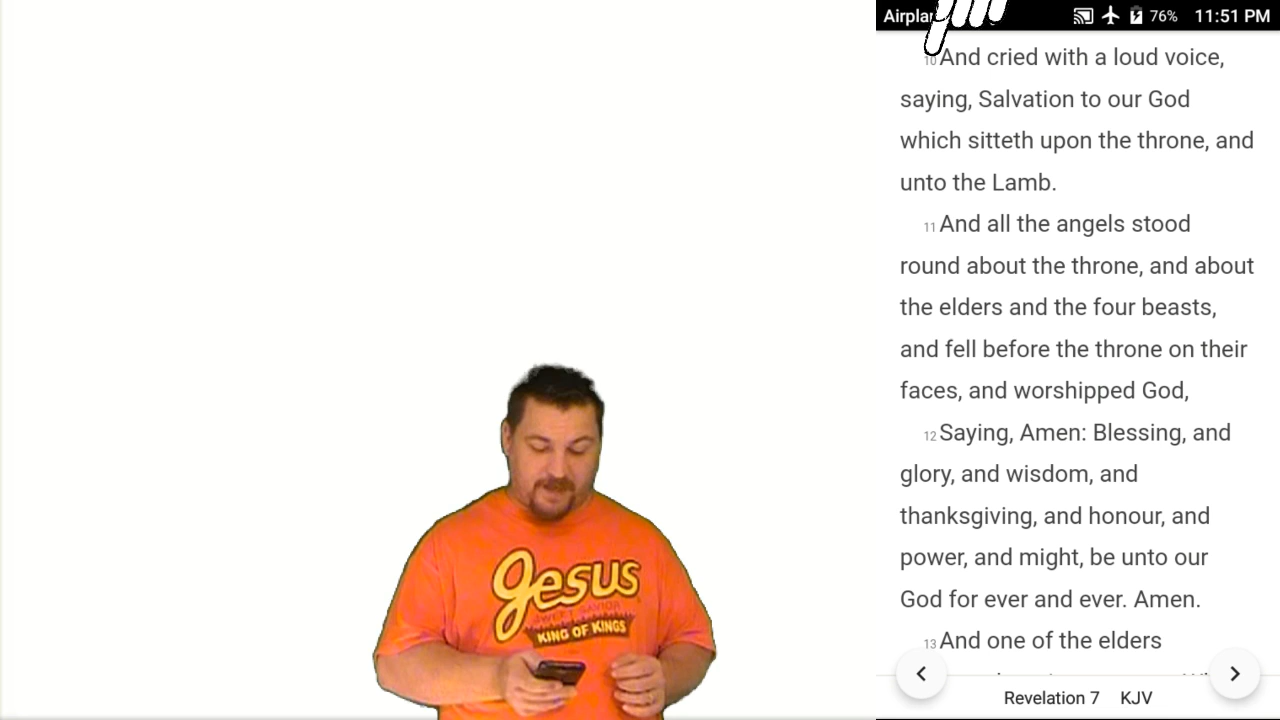 Jesus
SWEET SAVIOR
KING OF KINGS
76% 11:51 PM
10 And cried with a loud voice,
saying, Salvation to our God
which sitteth upon the throne, and
unto the Lamb.
11 And all the angels stood
round about the throne, and about
the elders and the four beasts,
and fell before the throne on their
faces, and worshipped God,
12 Saying, Amen: Blessing, and
glory, and wisdom, and
thanksgiving, and honour, and
power, and might, be unto our
God for ever and ever. Amen.
13 And one of the elders
Revelation 7 KJV